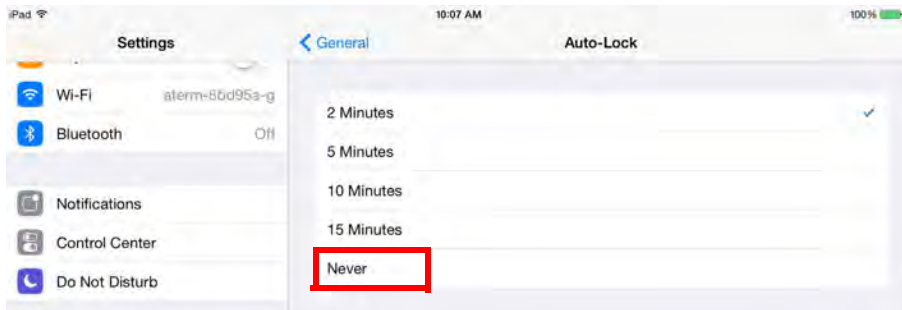 iPad 10:07 AM 100%
Settings
General Auto-Lock
Wi-Fi
Bluetooth Off
Notifications
Control Center
Do Not Disturb
2 Minutes
5 Minutes
10 Minutes
15 Minutes
Never